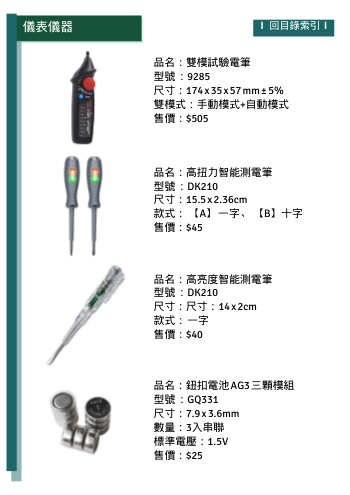 儀表儀器
回目錄索引
品名：雙模試驗電筆
型號：9285
尺寸：174x35x57mm±5%
雙模式：手動模式+自動模式
售價：$505
品名：高扭力智能測電筆
型號：DK210
尺寸：15.5x2.36cm
款式：【A】一字、【B】十字
售價：$45
品名：高亮度智能測電筆
型號：DK210
尺寸：尺寸：14x2cm
款式：一字
售價：$40
品名：鈕扣電池AG3三顆模組
型號：GQ331
尺寸：7.9x3.6mm
數量：3入串聯
標準電壓：1.5V
售價：$25